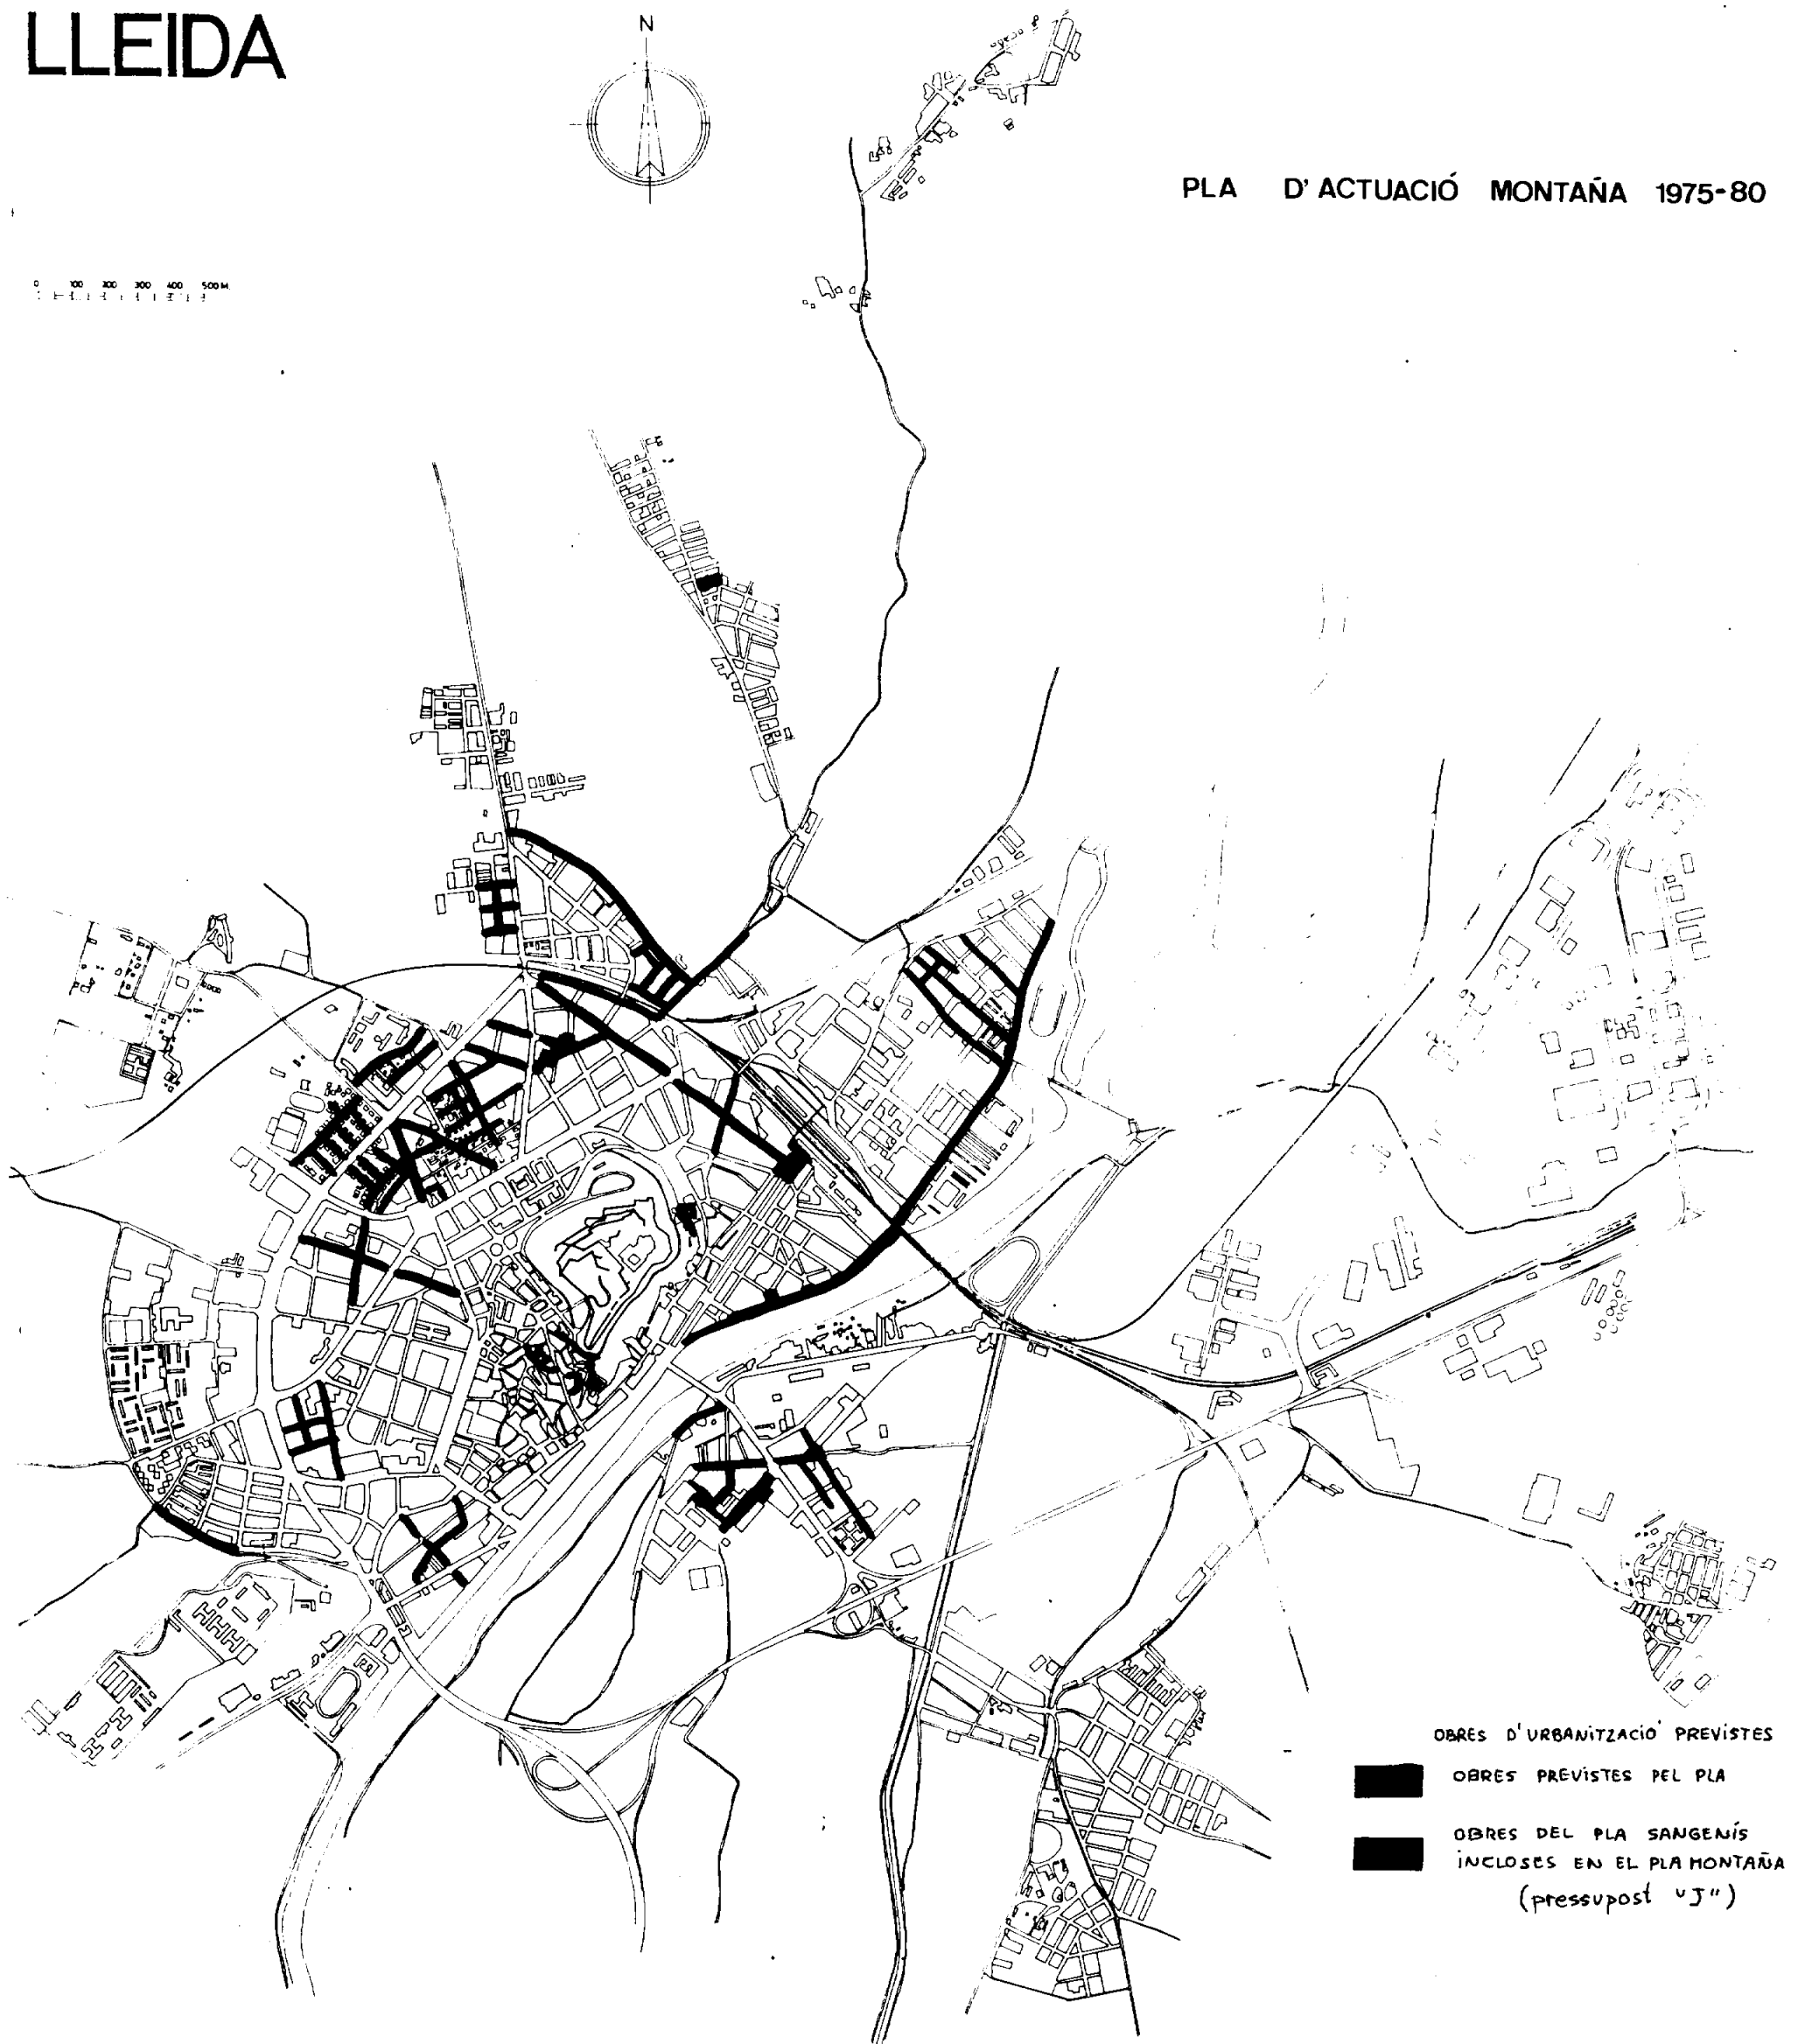 LLEIDA
N
PLA D'ACTUACIÓ MONTAÑA 1975-80
0 100 200 300 400 500 M.
OBRES D'URBANITZACIÓ PREVISTES
OBRES PREVISTES PEL PLA
OBRES DEL PLA SANGENÍS
INCLOSES EN EL PLA MONTAÑA
(pressupost "J")